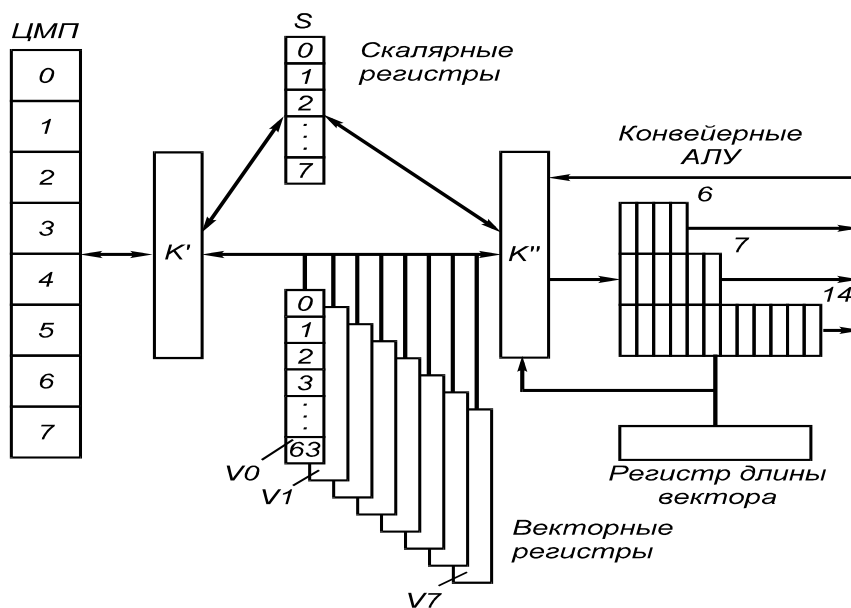 ЦМП
0
1
2
3
4
5
6
7
S
0
1
2
7
Скалярные
регистры
K'
K"
Конвейерные
АЛУ
6
7
14
0
1
2
3
63
V0
V1
V7
Регистр длины
вектора
Векторные
регистры